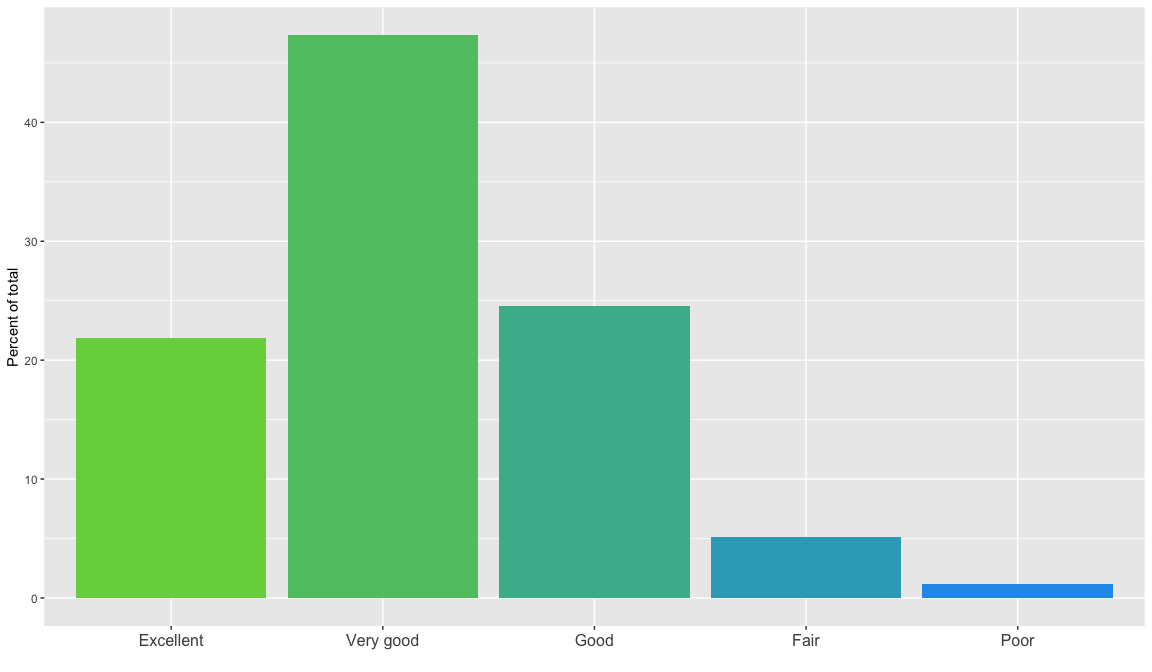 Percent of total
40
30
20
10
0
Excellent
Very good
Good
Fair
Poor